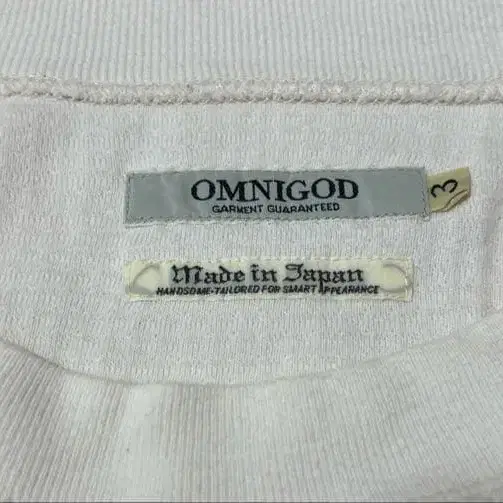 OMNIGOD
GARMENT GUARANTEED
3
Made in Japan
HANDSOME-TAILORED FOR SMART APPEARANCE